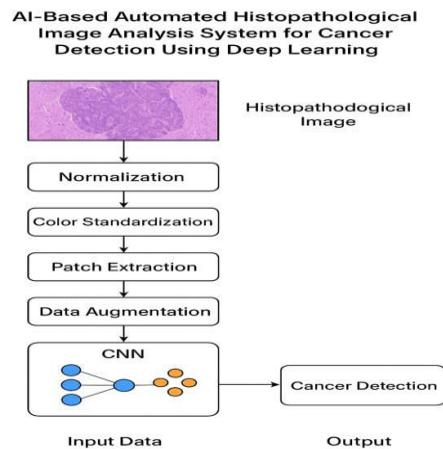 AI-Based Automated Histopathological
Image Analysis System for Cancer
Detection Using Deep Learning
Histopathodogical
Image
Normalization
Color Standardization
Patch Extraction
Data Augmentation
CNN
Cancer Detection
Input Data
Output